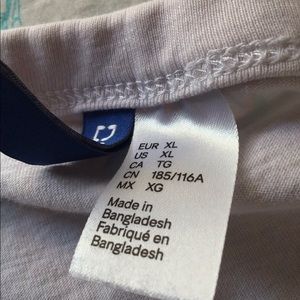 EUR XL
US XL
CA TG
CN 185/116A
MX XG
Made in
Bangladesh
Fabriqué en
Bangladesh